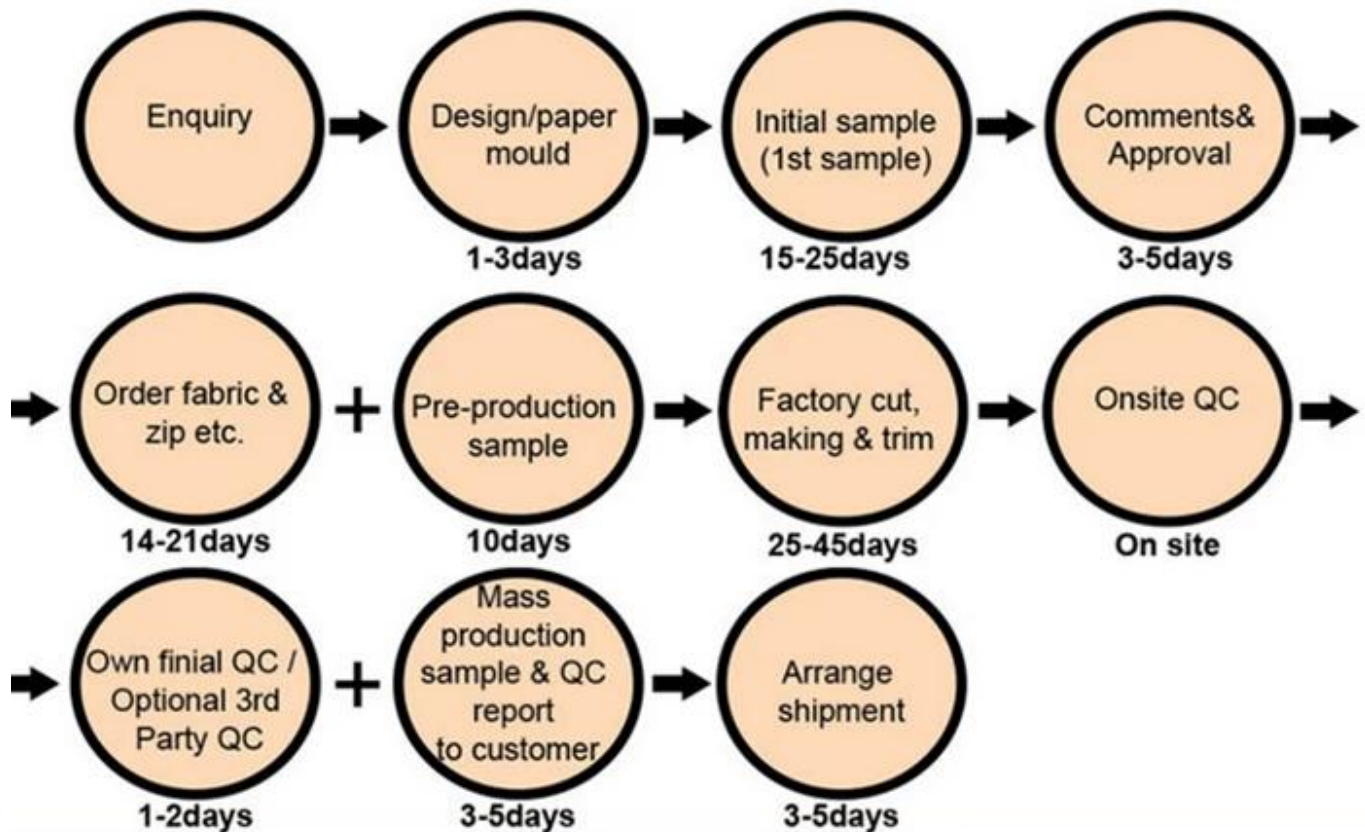 Enquiry
Design/paper
mould
1-3days
Initial sample
(1st sample)
15-25days
Comments&
Approval
3-5days
Order fabric &
zip etc.
14-21days
+
Pre-production
sample
10days
Factory cut,
making & trim
25-45days
Onsite QC
On site
Own finial QC /
Optional 3rd
Party QC
1-2days
+
Mass
production
sample & QC
report
to customer
3-5days
Arrange
shipment
3-5days